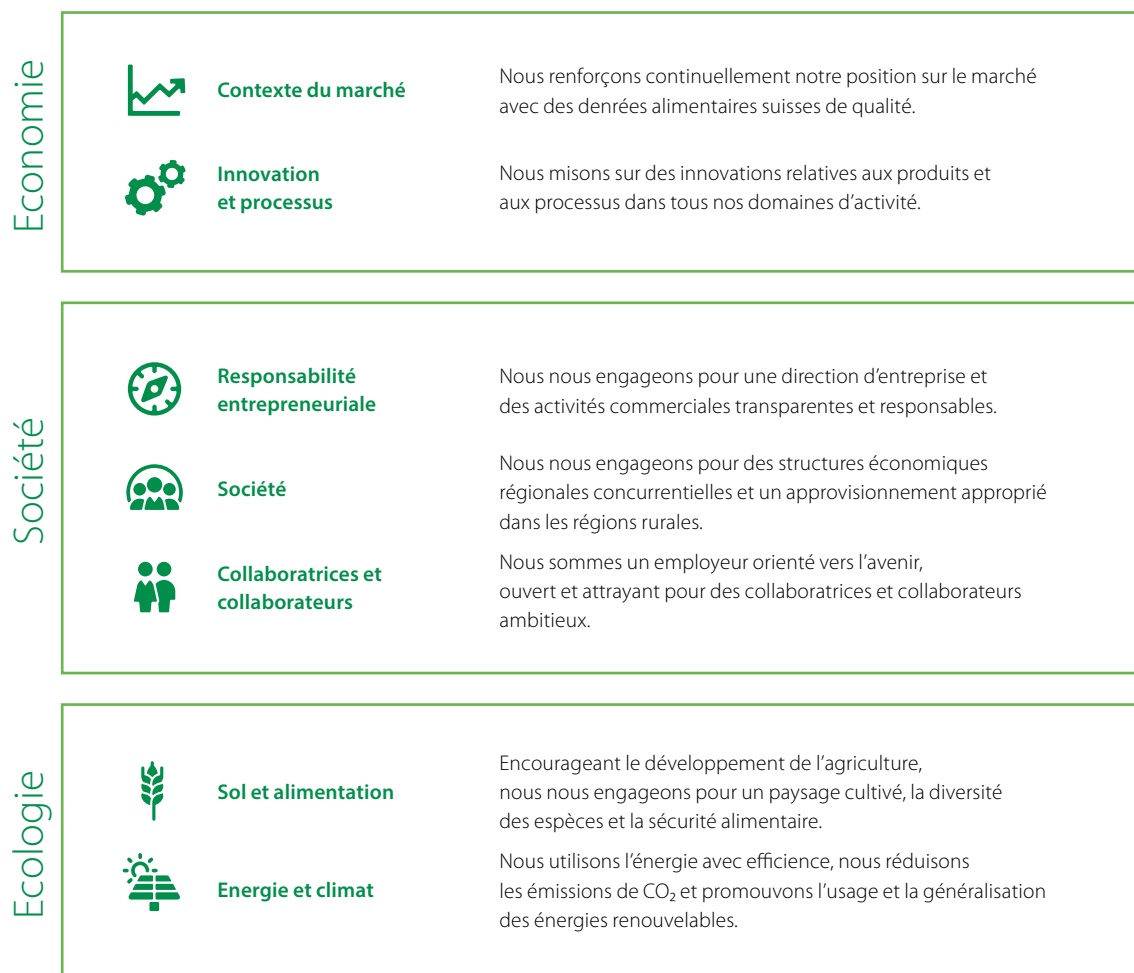 Economie
Contexte du marché
Nous renforçons continuellement notre position sur le marché
avec des denrées alimentaires suisses de qualité.
Innovation
et processus
Nous misons sur des innovations relatives aux produits et
aux processus dans tous nos domaines d’activité.
Société
Responsabilité
entrepreneuriale
Nous nous engageons pour une direction d’entreprise et
des activités commerciales transparentes et responsables.
Société
Nous nous engageons pour des structures économiques
régionales concurrentielles et un approvisionnement approprié
dans les régions rurales.
Collaboratrices et
collaborateurs
Nous sommes un employeur orienté vers l’avenir,
ouvert et attrayant pour des collaboratrices et collaborateurs
ambitieux.
Ecologie
Sol et alimentation
Encourageant le développement de l’agriculture,
nous nous engageons pour un paysage cultivé, la diversité
des espèces et la sécurité alimentaire.
Energie et climat
Nous utilisons l’énergie avec efficience, nous réduisons
les émissions de CO₂ et promouvons l’usage et la généralisation
des énergies renouvelables.